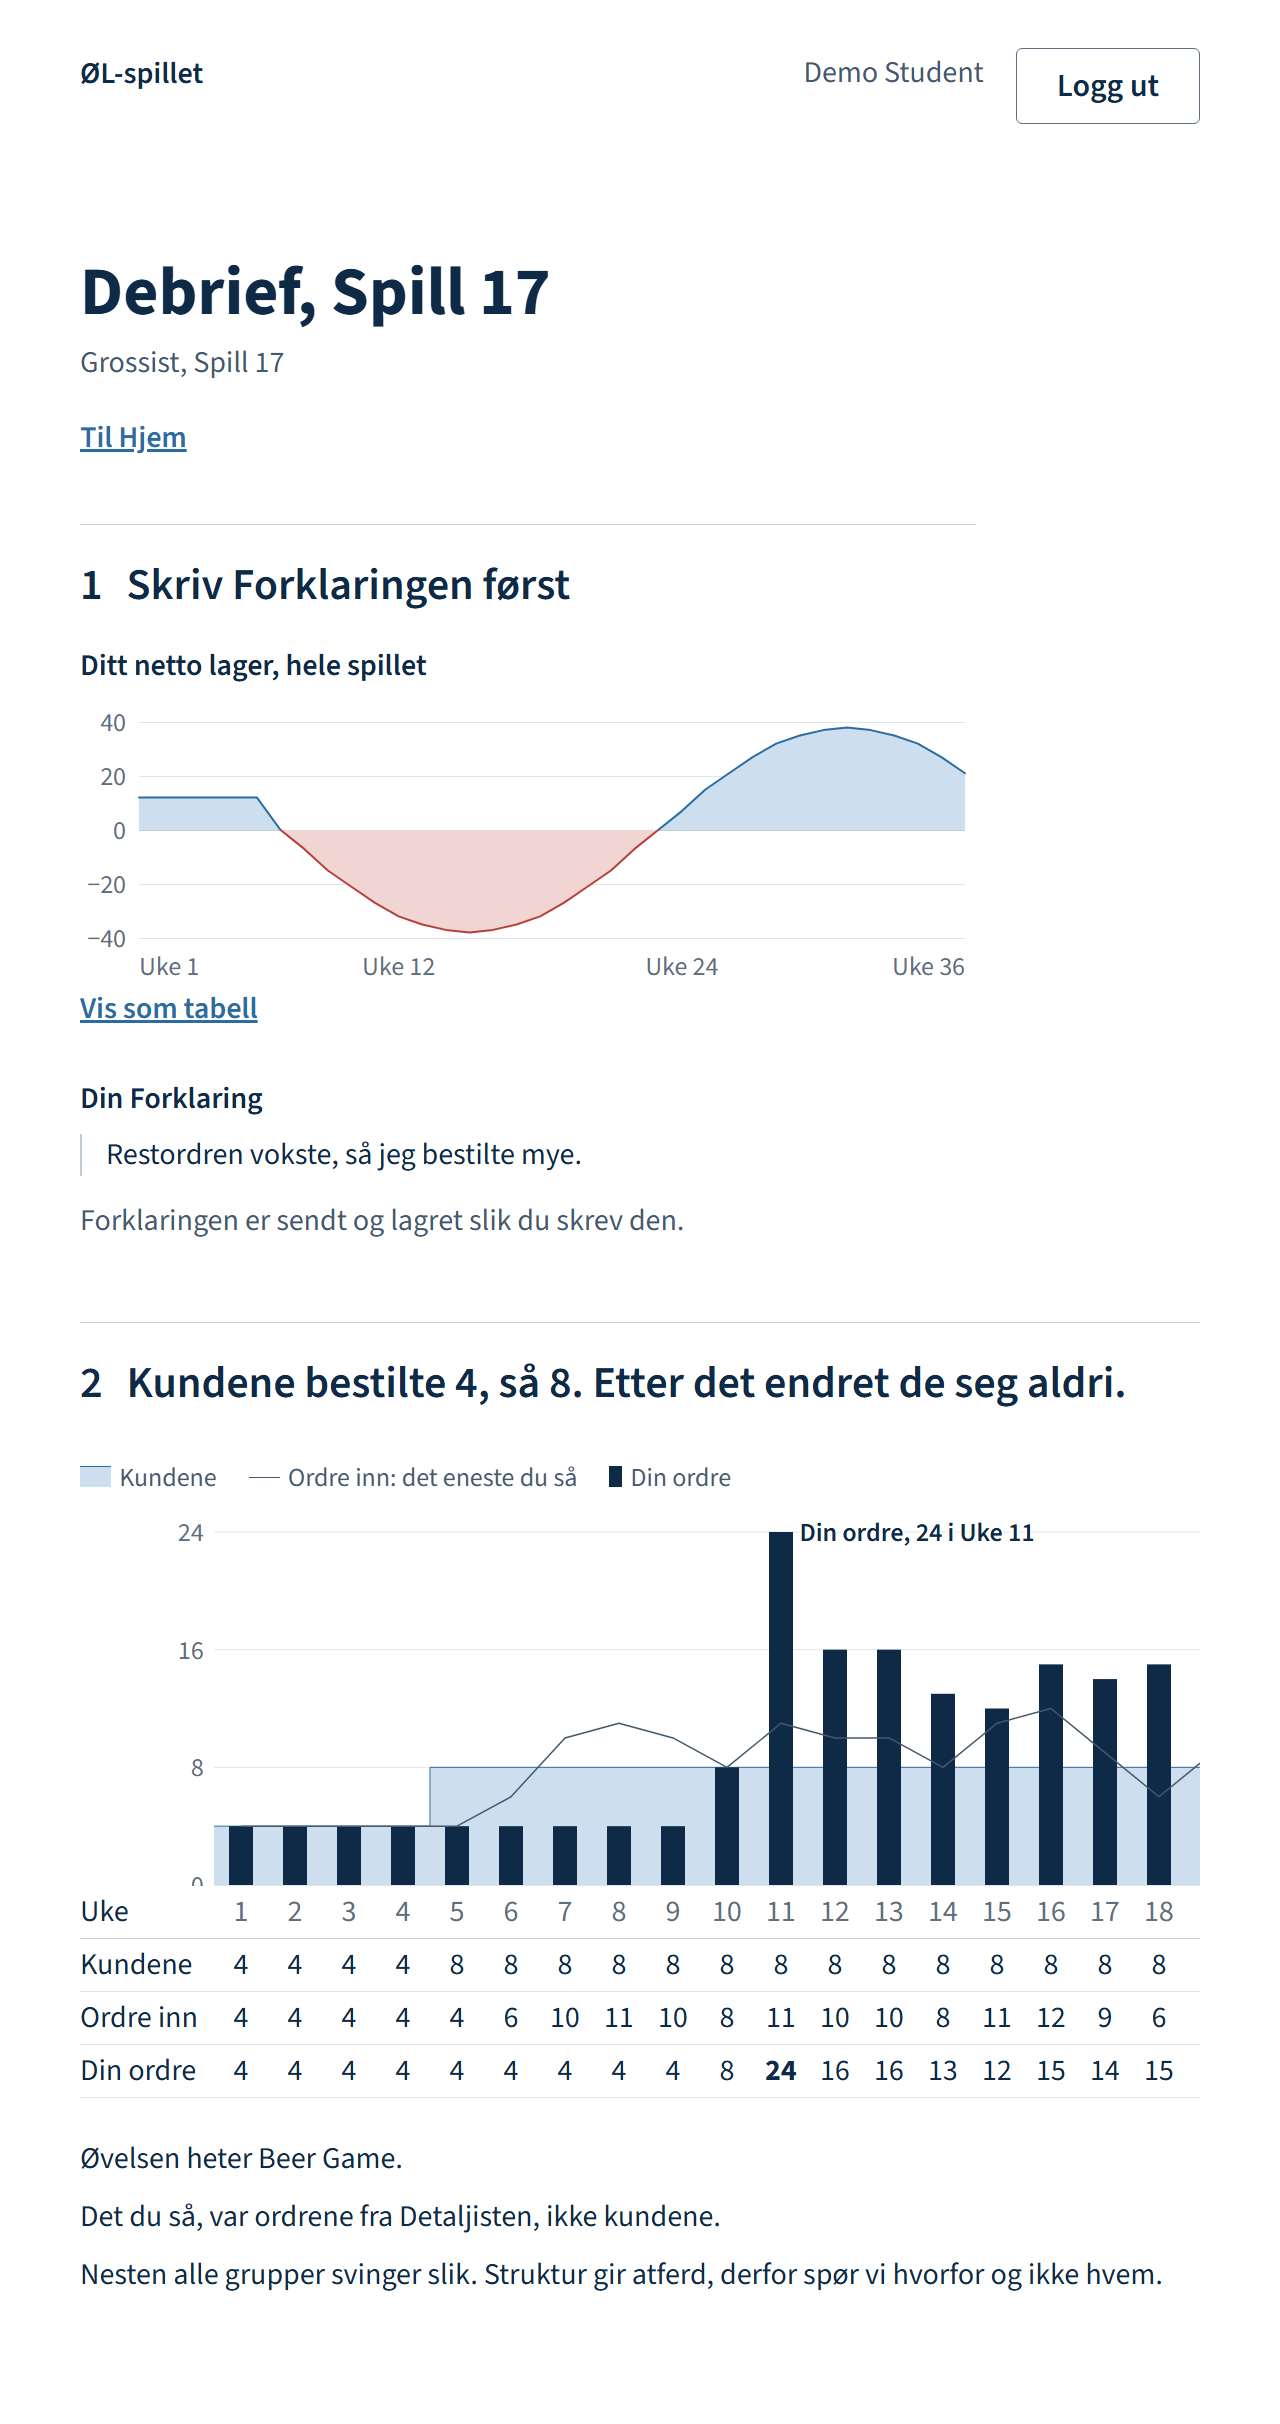 ØL-spillet
Demo Student
Logg ut
Debrief, Spill 17
Grossist, Spill 17
Til Hjem
1 Skriv Forklaringen først
Ditt netto lager, hele spillet
40
20
0
−20
−40
Uke 1 Uke 12 Uke 24 Uke 36
Vis som tabell
Din Forklaring
Restordren vokste, så jeg bestilte mye.
Forklaringen er sendt og lagret slik du skrev den.
2 Kundene bestilte 4, så 8. Etter det endret de seg aldri.
Kundene Ordre inn: det eneste du så Din ordre
24
Din ordre, 24 i Uke 11
16
8
0
Uke 1 2 3 4 5 6 7 8 9 10 11 12 13 14 15 16 17 18
Kundene 4 4 4 4 8 8 8 8 8 8 8 8 8 8 8 8 8 8
Ordre inn 4 4 4 4 4 6 10 11 10 8 11 10 10 8 11 12 9 6
Din ordre 4 4 4 4 4 4 4 4 4 8 24 16 16 13 12 15 14 15
Øvelsen heter Beer Game.
Det du så, var ordrene fra Detaljisten, ikke kundene.
Nesten alle grupper svinger slik. Struktur gir atferd, derfor spør vi hvorfor og ikke hvem.